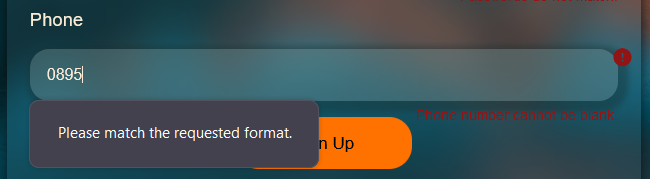 Phone
0895
Phone number cannot be blank
Please match the requested format.
n Up